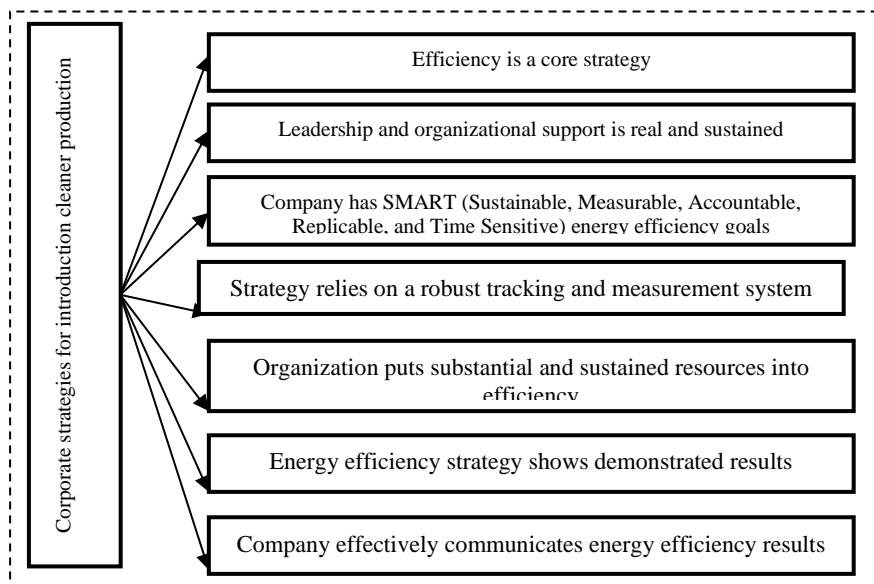 Corporate strategies for introduction cleaner production
Efficiency is a core strategy
Leadership and organizational support is real and sustained
Company has SMART (Sustainable, Measurable, Accountable,
Replicable, and Time Sensitive) energy efficiency goals
Strategy relies on a robust tracking and measurement system
Organization puts substantial and sustained resources into
efficiency
Energy efficiency strategy shows demonstrated results
Company effectively communicates energy efficiency results